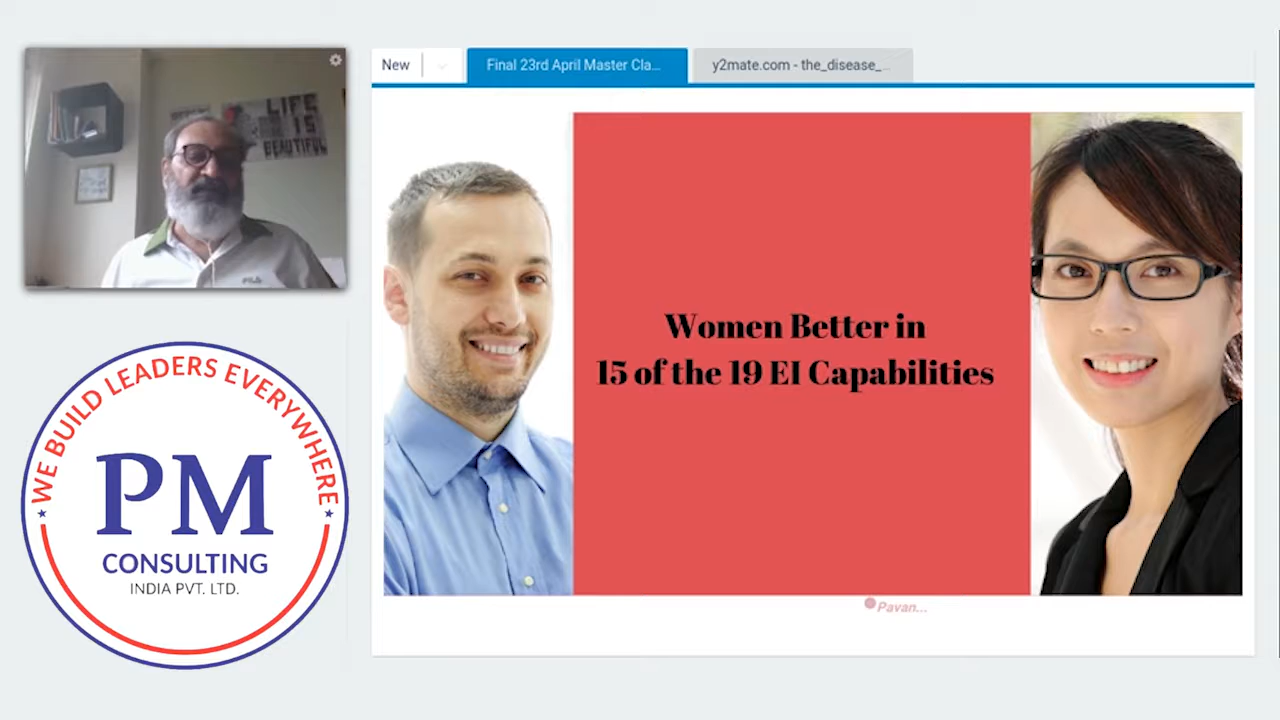 LIFE
IS
BEAUTIFUL
WE BUILD LEADERS EVERYWHERE
PM
CONSULTING
INDIA PVT. LTD.
New
Final 23rd April Master Cla...
y2mate.com - the_disease_...
Women Better in
15 of the 19 EI Capabilities
Pavan...